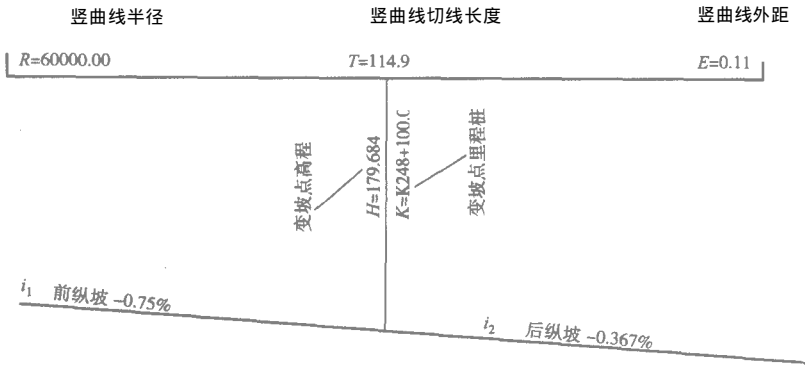 竖曲线半径 竖曲线切线长度 竖曲线外距
R=60000.00 T=114.9 E=0.11
变坡点高程
H=179.684
K=K248+100.0
变坡点里程桩
i₁ 前纵坡 -0.75%
i₂ 后纵坡 -0.367%